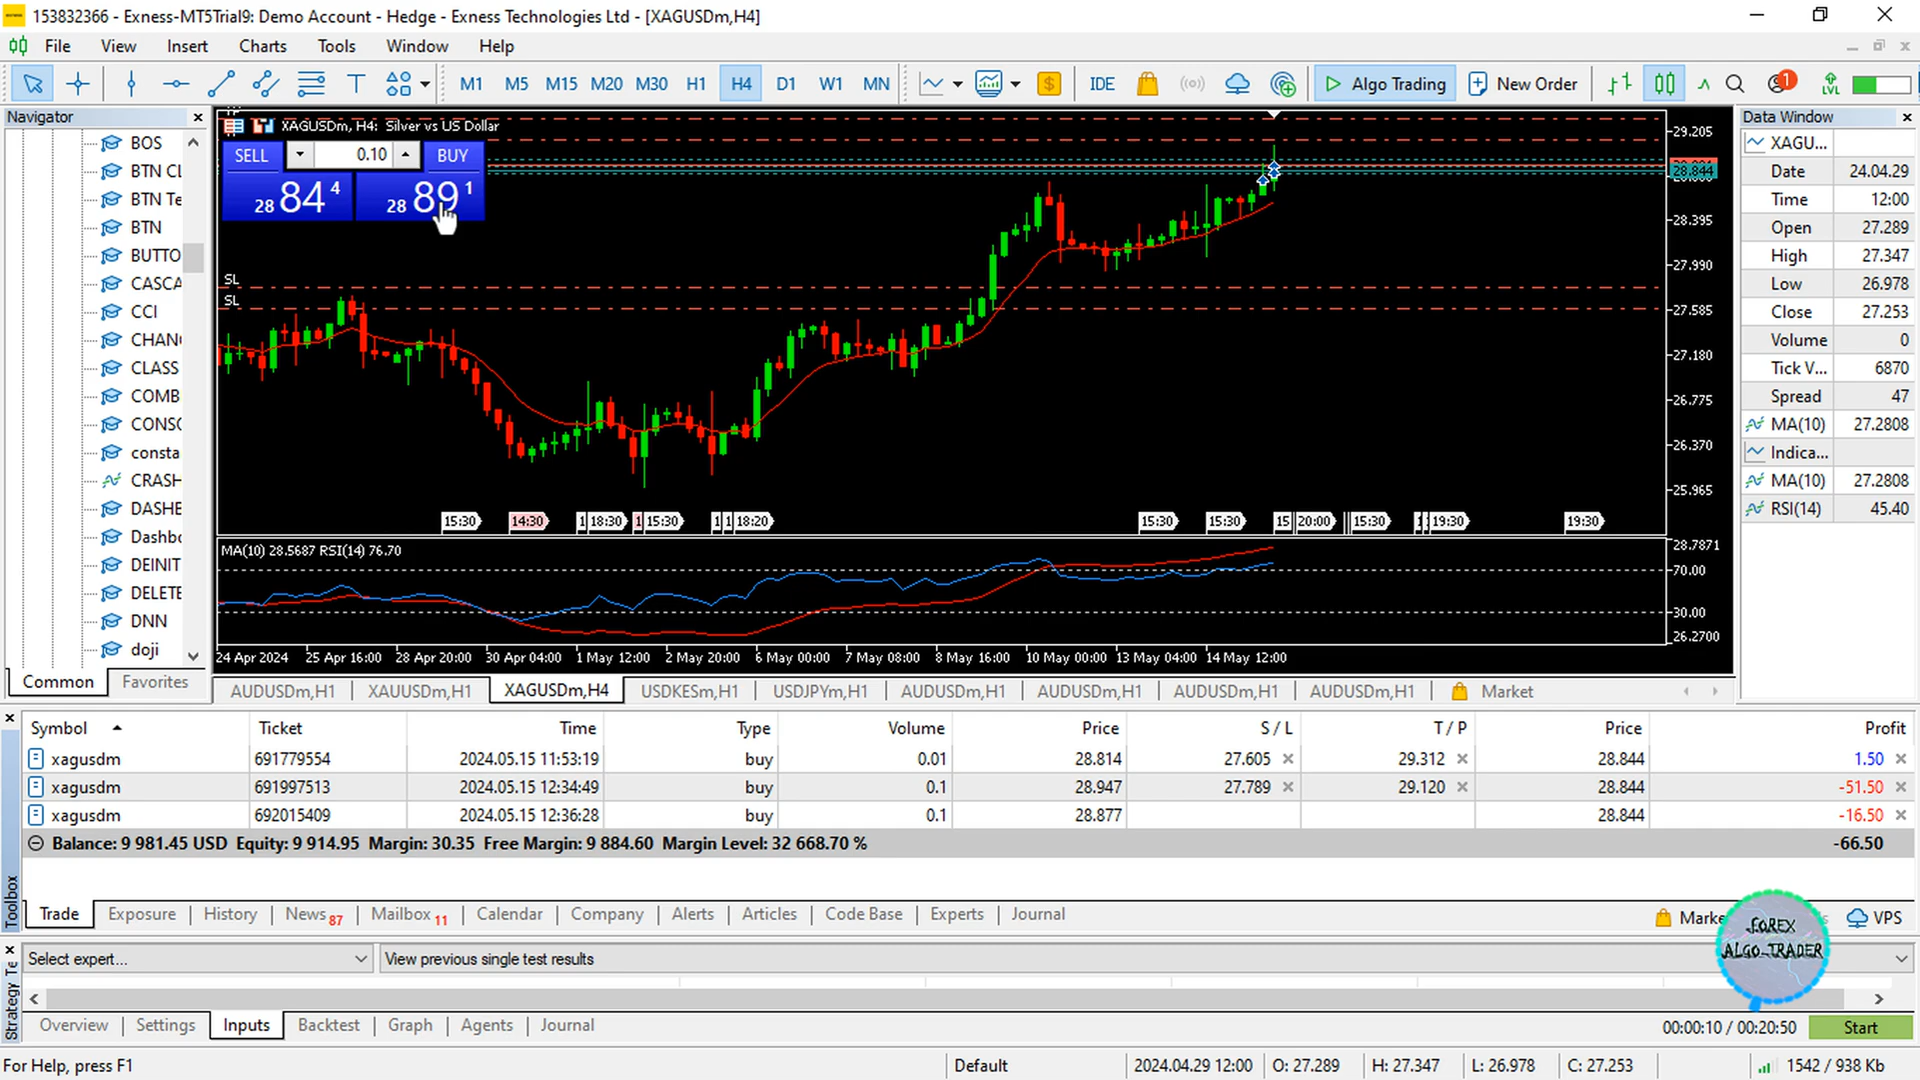 153832366 - Exness-MT5Trial9: Demo Account - Hedge - Exness Technologies Ltd - [XAGUSDm,H4]
File View Insert Charts Tools Window Help
M1 M5 M15 M20 M30 H1 H4 D1 W1 MN IDE Algo Trading New Order 1 LVL
Navigator
BOS
BTN CL
BTN Te
BTN
BUTTO
CASCA
CCI
CHAN
CLASS
COMB
CONSC
consta
CRASH
DASHE
Dashbo
DEINIT
DELETE
DNN
doji
Common Favorites
XAGUSDm, H4: Silver vs US Dollar
SELL 0.10 BUY
28 84 4 28 89 1
SL
SL
29.205
28.844
28.395
27.990
27.585
27.180
26.775
26.370
25.965
15:30 14:30 18:30 15:30 18:20 15:30 15:30 15 20:00 15:30 19:30 19:30
MA(10) 28.5687 RSI(14) 76.70
28.7871
70.00
30.00
26.2700
24 Apr 2024 25 Apr 16:00 28 Apr 20:00 30 Apr 04:00 1 May 12:00 2 May 20:00 6 May 00:00 7 May 08:00 8 May 16:00 10 May 00:00 13 May 04:00 14 May 12:00
AUDUSDm,H1 XAUUSDm,H1 XAGUSDm,H4 USDKESm,H1 USDJPYm,H1 AUDUSDm,H1 AUDUSDm,H1 AUDUSDm,H1 AUDUSDm,H1 Market
Data Window
XAGU...
Date 24.04.29
Time 12:00
Open 27.289
High 27.347
Low 26.978
Close 27.253
Volume 0
Tick V... 6870
Spread 47
MA(10) 27.2808
Indica...
MA(10) 27.2808
RSI(14) 45.40
Symbol Ticket Time Type Volume Price S / L T / P Price Profit
xagusdm 691779554 2024.05.15 11:53:19 buy 0.01 28.814 27.605 29.312 28.844 1.50
xagusdm 691997513 2024.05.15 12:34:49 buy 0.1 28.947 27.789 29.120 28.844 -51.50
xagusdm 692015409 2024.05.15 12:36:28 buy 0.1 28.877 28.844 -16.50
Balance: 9 981.45 USD Equity: 9 914.95 Margin: 30.35 Free Margin: 9 884.60 Margin Level: 32 668.70 % -66.50
Toolbox
Trade Exposure History News 87 Mailbox 11 Calendar Company Alerts Articles Code Base Experts Journal Marke VPS
FOREX
ALGO-TRADER
Select expert... View previous single test results
Strategy Te
Overview Settings Inputs Backtest Graph Agents Journal 00:00:10 / 00:20:50 Start
For Help, press F1 Default 2024.04.29 12:00 O: 27.289 H: 27.347 L: 26.978 C: 27.253 1542 / 938 Kb